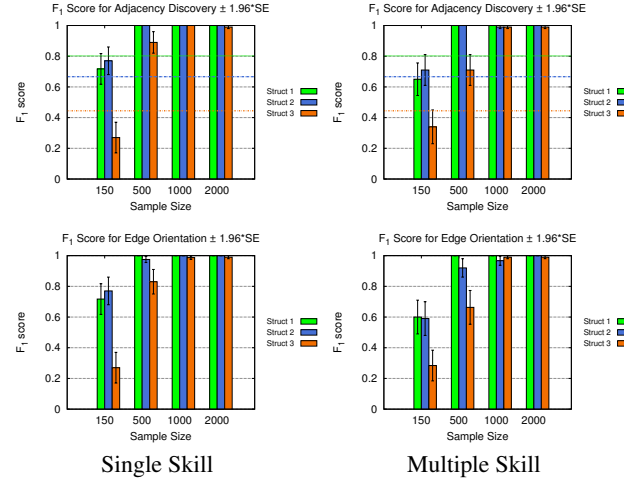 F1 Score for Adjacency Discovery ± 1.96*SE
F1 score
1
0.8
0.6
0.4
0.2
0
150 500 1000 2000
Sample Size
Struct 1
Struct 2
Struct 3
F1 Score for Adjacency Discovery ± 1.96*SE
F1 score
1
0.8
0.6
0.4
0.2
0
150 500 1000 2000
Sample Size
Struct 1
Struct 2
Struct 3
F1 Score for Edge Orientation ± 1.96*SE
F1 score
1
0.8
0.6
0.4
0.2
0
150 500 1000 2000
Sample Size
Struct 1
Struct 2
Struct 3
F1 Score for Edge Orientation ± 1.96*SE
F1 score
1
0.8
0.6
0.4
0.2
0
150 500 1000 2000
Sample Size
Struct 1
Struct 2
Struct 3
Single Skill
Multiple Skill